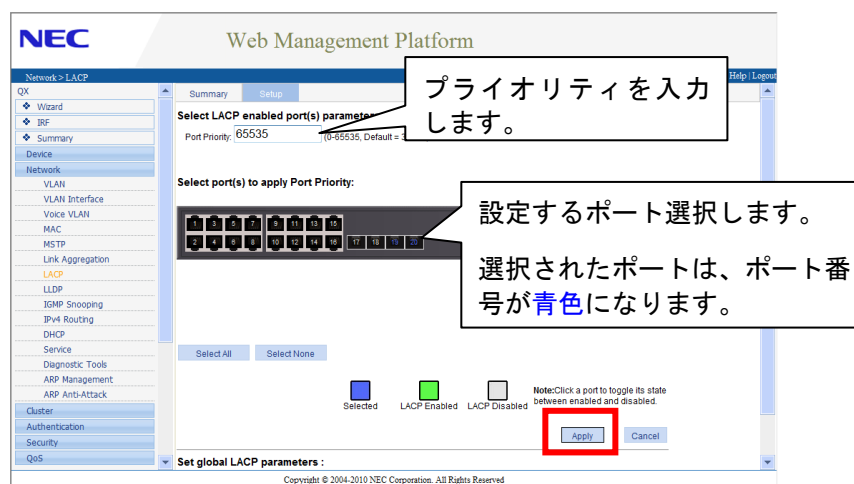 NEC
Web Management Platform
Network > LACP
Help | Logout
QX
Wizard
IRF
Summary
Device
Network
VLAN
VLAN Interface
Voice VLAN
MAC
MSTP
Link Aggregation
LACP
LLDP
IGMP Snooping
IPv4 Routing
DHCP
Service
Diagnostic Tools
ARP Management
ARP Anti-Attack
Cluster
Authentication
Security
QoS
Summary Setup
Select LACP enabled port(s) parameter
Port Priority: 65535 (0-65535, Default = 3
プライオリティを入力
します。
Select port(s) to apply Port Priority:
1 3 5 7 9 11 13 15
2 4 6 8 10 12 14 16 17 18 19 20
設定するポート選択します。
選択されたポートは、ポート番
号が青色になります。
Select All Select None
Selected LACP Enabled LACP Disabled
Note:Click a port to toggle its state
between enabled and disabled.
Apply Cancel
Set global LACP parameters :
Copyright © 2004-2010 NEC Corporation. All Rights Reserved